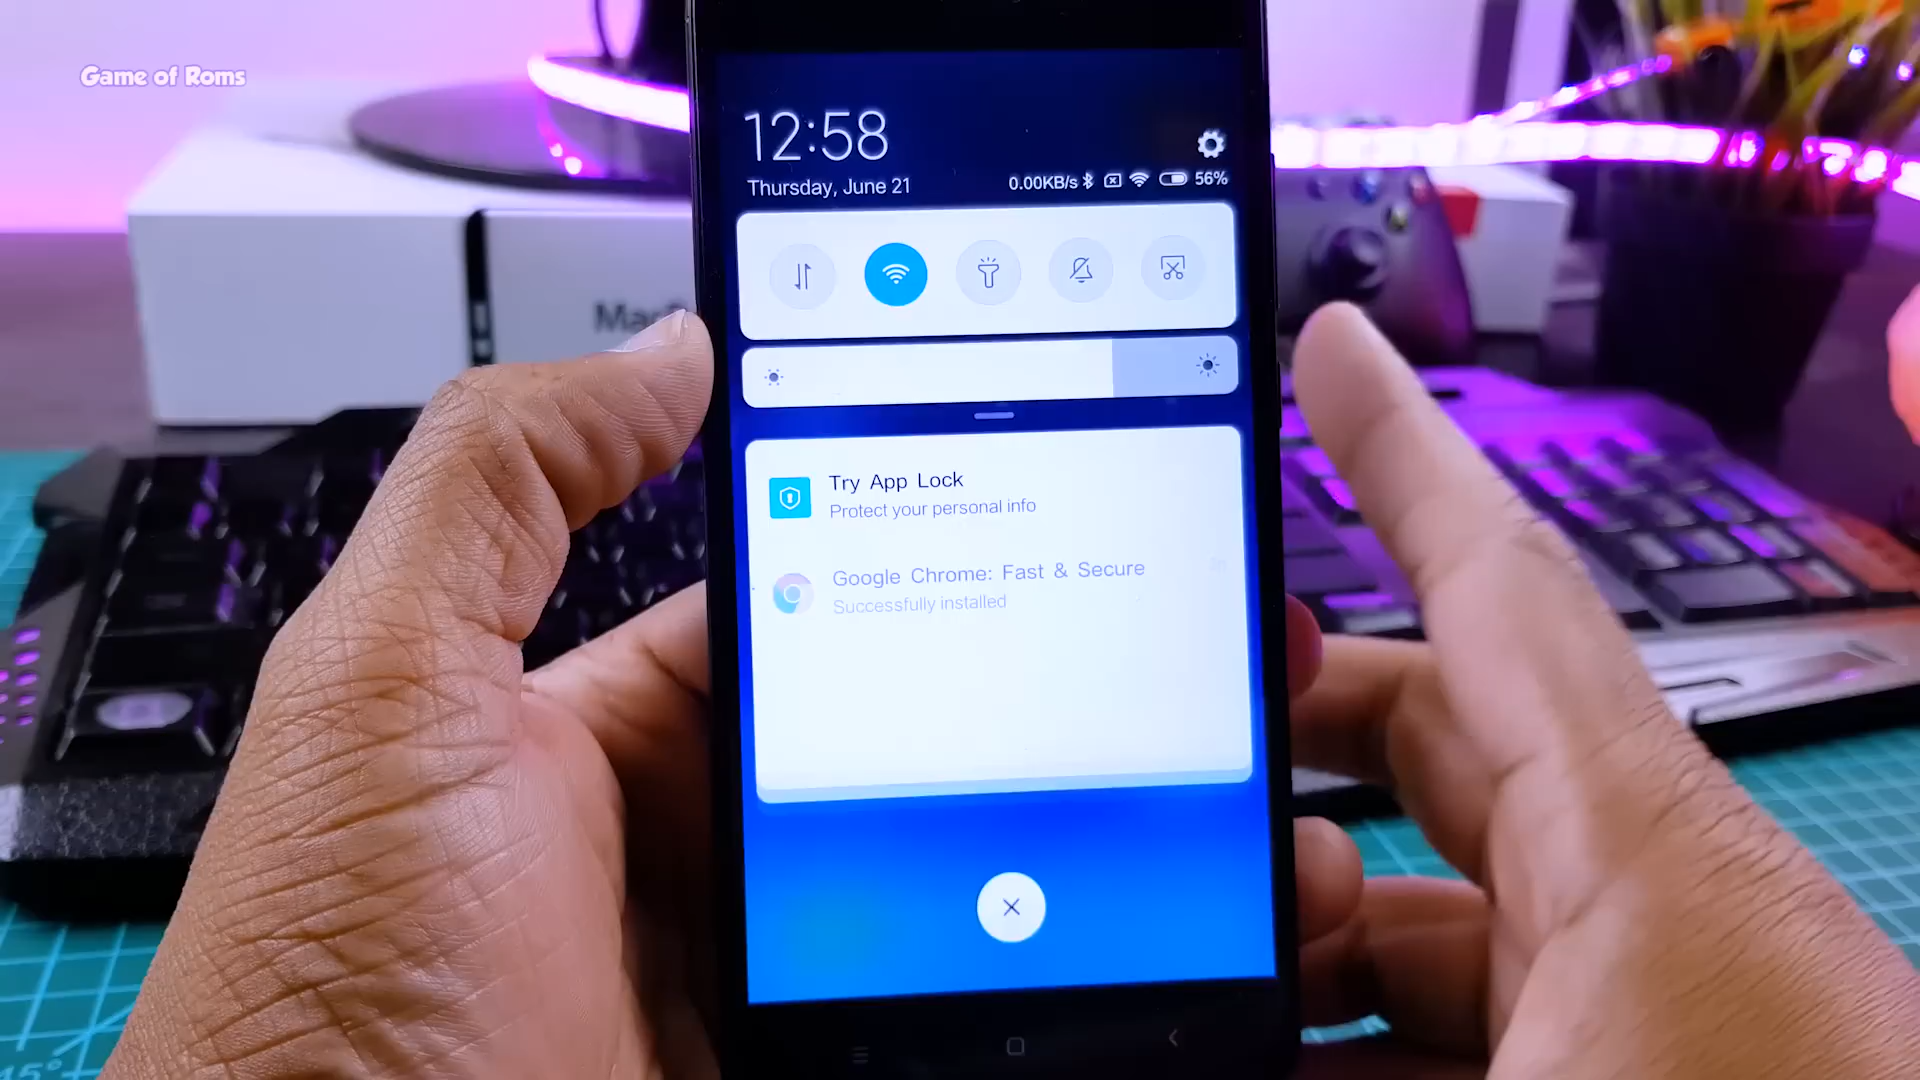 Game of Roms
12:58
Thursday, June 21
0.00KB/s 56%
Try App Lock
Protect your personal info
Google Chrome: Fast & Secure
Successfully installed